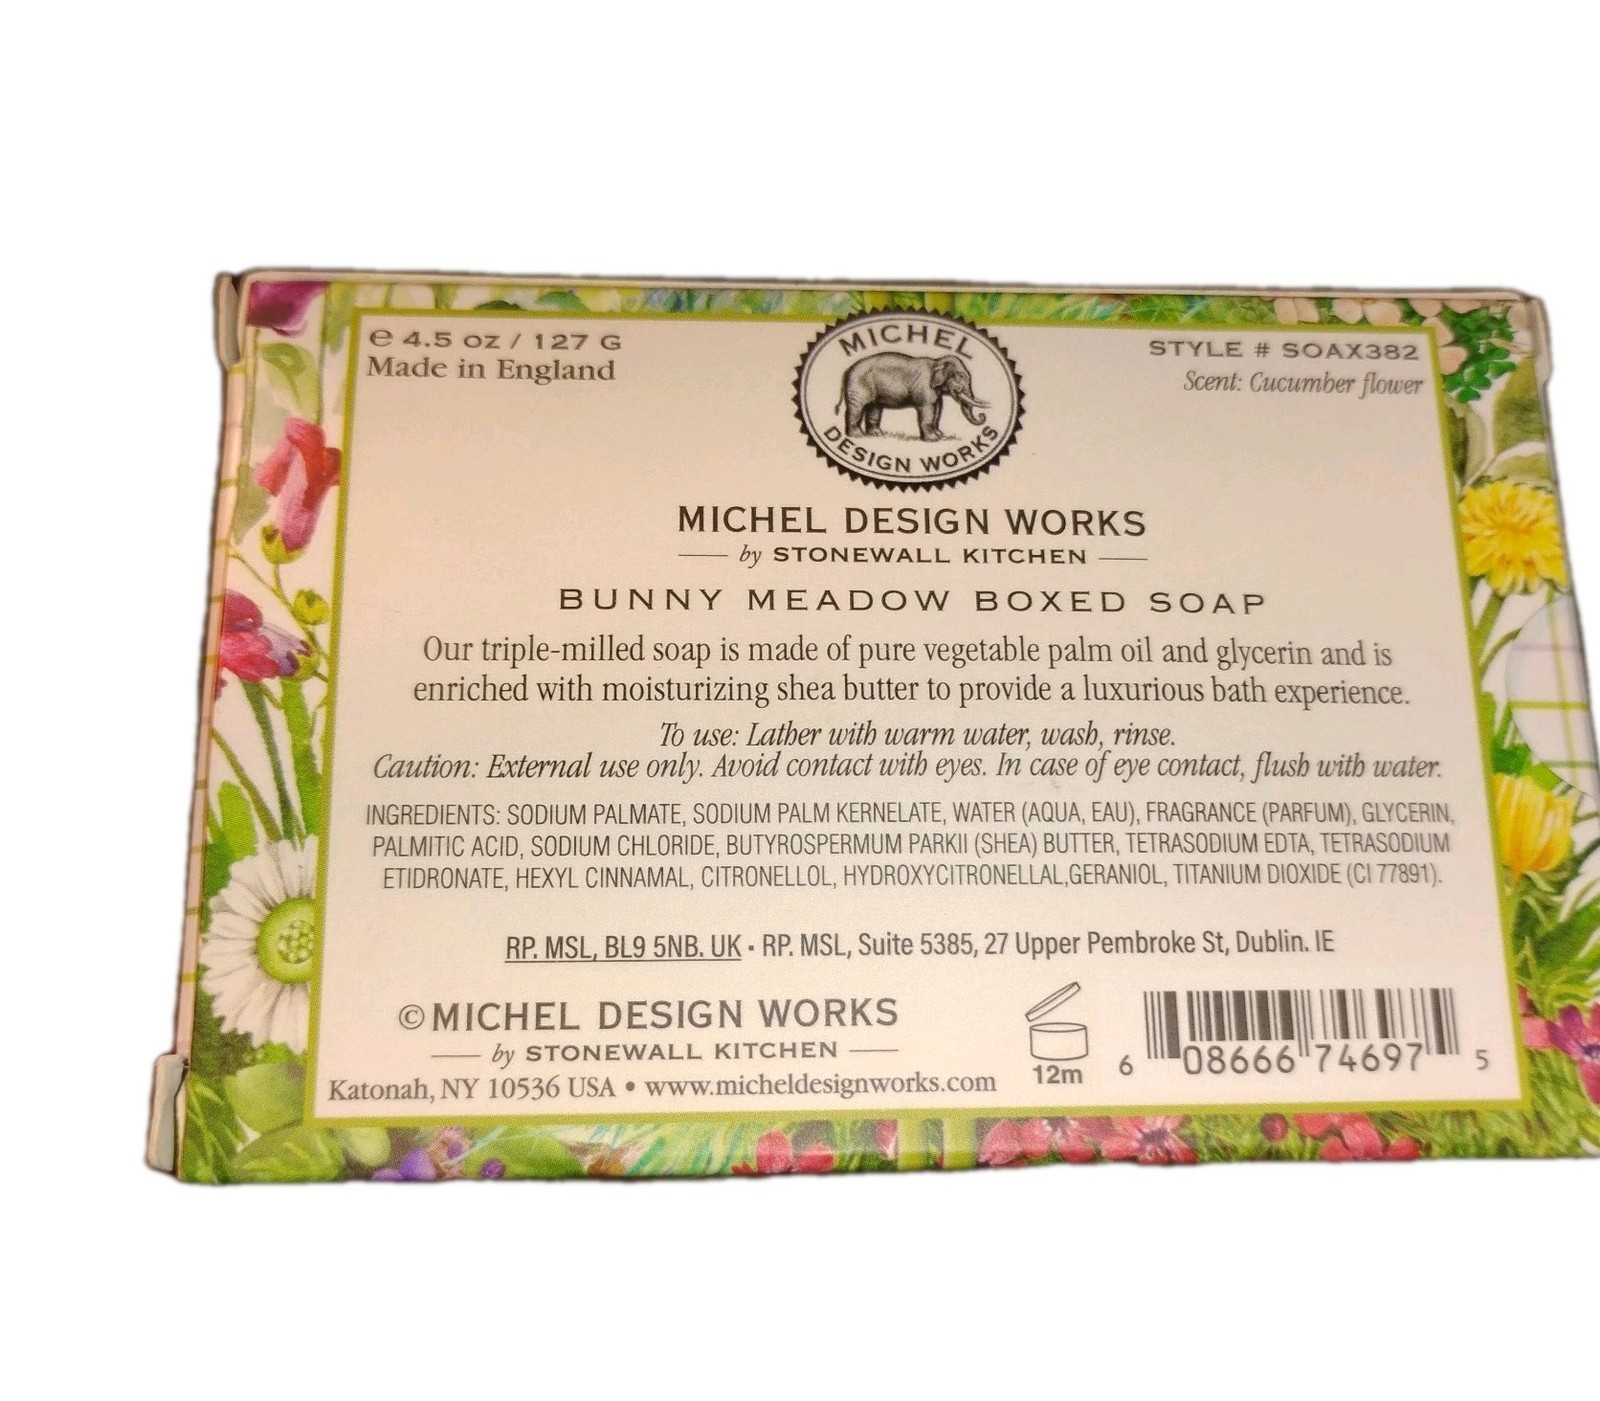 ℮ 4.5 oz / 127 G
Made in England
MICHEL
DESIGN WORKS
STYLE # SOAX382
Scent: Cucumber flower
MICHEL DESIGN WORKS
by STONEWALL KITCHEN
BUNNY MEADOW BOXED SOAP
Our triple-milled soap is made of pure vegetable palm oil and glycerin and is
enriched with moisturizing shea butter to provide a luxurious bath experience.
To use: Lather with warm water, wash, rinse.
Caution: External use only. Avoid contact with eyes. In case of eye contact, flush with water.
INGREDIENTS: SODIUM PALMATE, SODIUM PALM KERNELATE, WATER (AQUA, EAU), FRAGRANCE (PARFUM), GLYCERIN,
PALMITIC ACID, SODIUM CHLORIDE, BUTYROSPERMUM PARKII (SHEA) BUTTER, TETRASODIUM EDTA, TETRASODIUM
ETIDRONATE, HEXYL CINNAMAL, CITRONELLOL, HYDROXYCITRONELLAL,GERANIOL, TITANIUM DIOXIDE (CI 77891).
RP. MSL, BL9 5NB. UK · RP. MSL, Suite 5385, 27 Upper Pembroke St, Dublin. IE
©MICHEL DESIGN WORKS
by STONEWALL KITCHEN
Katonah, NY 10536 USA • www.micheldesignworks.com
12m
6 08666 74697 5